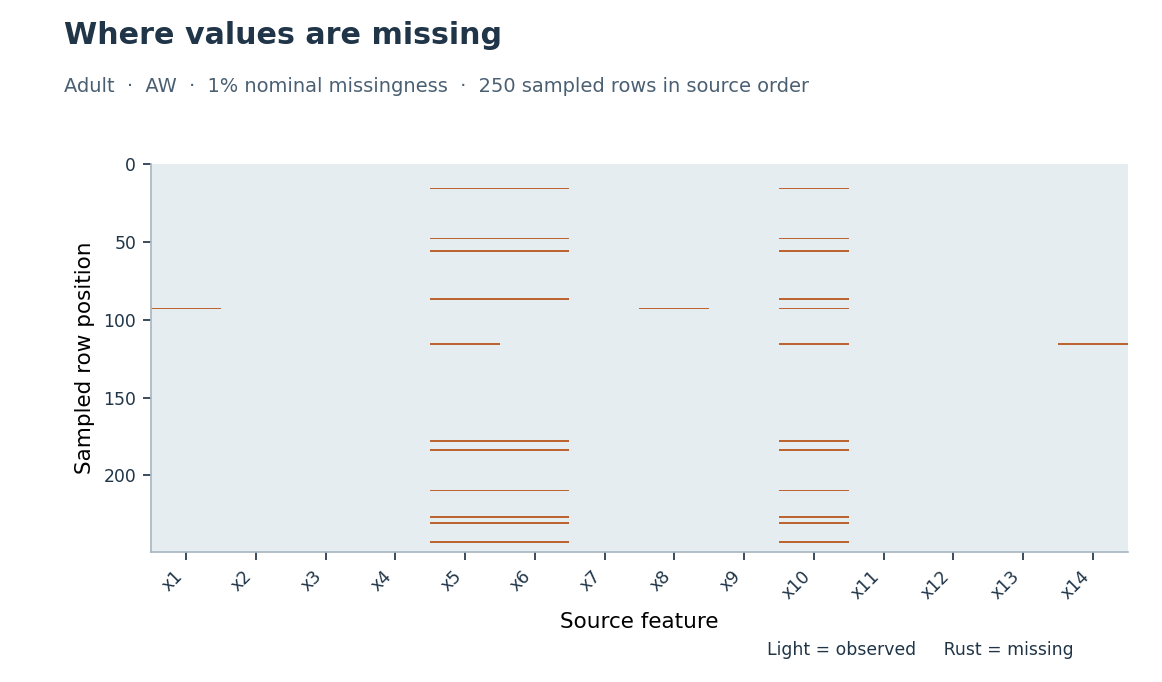 Where values are missing
Adult · AW · 1% nominal missingness · 250 sampled rows in source order
0
50
100
150
200
Sampled row position
x1 x2 x3 x4 x5 x6 x7 x8 x9 x10 x11 x12 x13 x14
Source feature
Light = observed Rust = missing